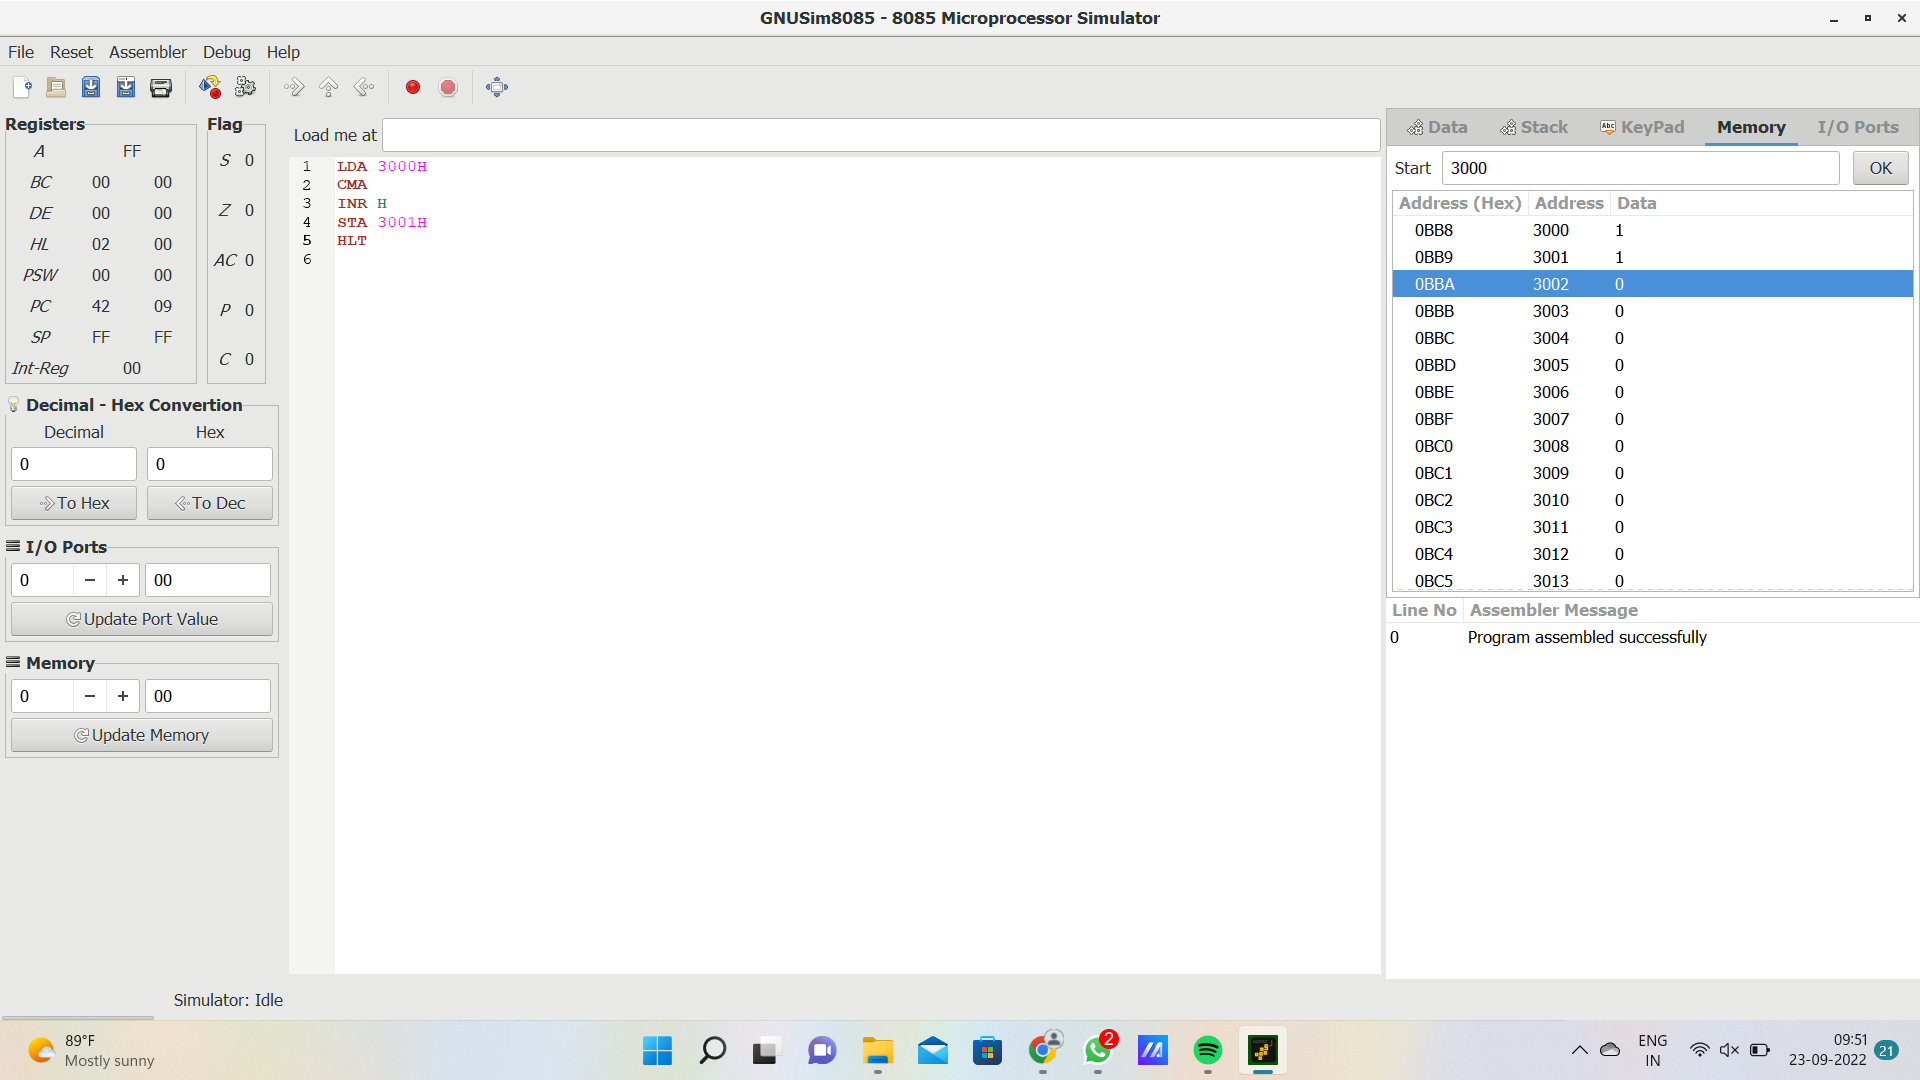 GNUSim8085 - 8085 Microprocessor Simulator
File Reset Assembler Debug Help
Registers
A FF
BC 00 00
DE 00 00
HL 02 00
PSW 00 00
PC 42 09
SP FF FF
Int-Reg 00
Flag
S 0
Z 0
AC 0
P 0
C 0
Decimal - Hex Convertion
Decimal Hex
0 0
To Hex To Dec
I/O Ports
0 − + 00
Update Port Value
Memory
0 − + 00
Update Memory
Load me at
1 LDA 3000H
2 CMA
3 INR H
4 STA 3001H
5 HLT
6
Data Stack Abc KeyPad Memory I/O Ports
Start 3000 OK
Address (Hex) Address Data
0BB8 3000 1
0BB9 3001 1
0BBA 3002 0
0BBB 3003 0
0BBC 3004 0
0BBD 3005 0
0BBE 3006 0
0BBF 3007 0
0BC0 3008 0
0BC1 3009 0
0BC2 3010 0
0BC3 3011 0
0BC4 3012 0
0BC5 3013 0
Line No Assembler Message
0 Program assembled successfully
Simulator: Idle
89°F
Mostly sunny
2
ENG
IN
09:51
23-09-2022
21